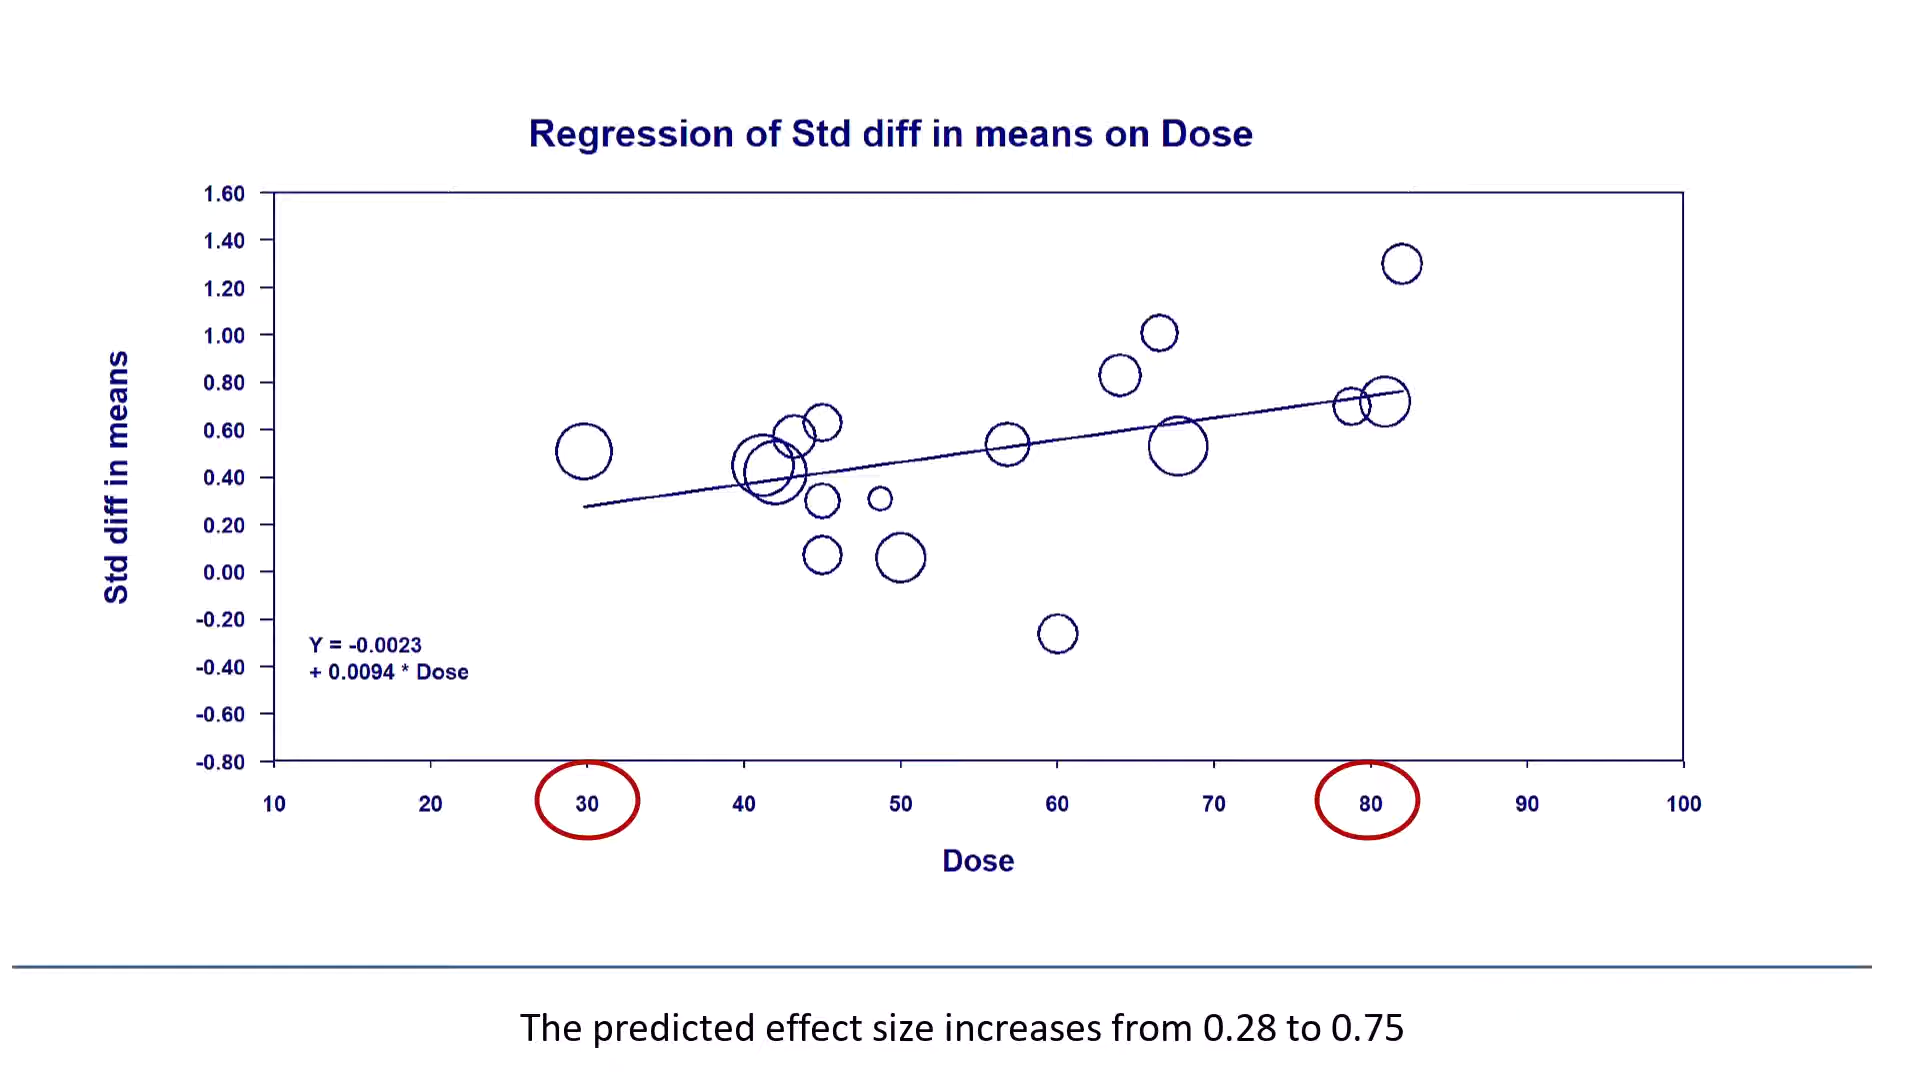 Regression of Std diff in means on Dose
1.60
1.40
1.20
1.00
0.80
0.60
0.40
0.20
0.00
-0.20
-0.40
-0.60
-0.80
Std diff in means
Y = -0.0023
+ 0.0094 * Dose
10 20 30 40 50 60 70 80 90 100
Dose
The predicted effect size increases from 0.28 to 0.75